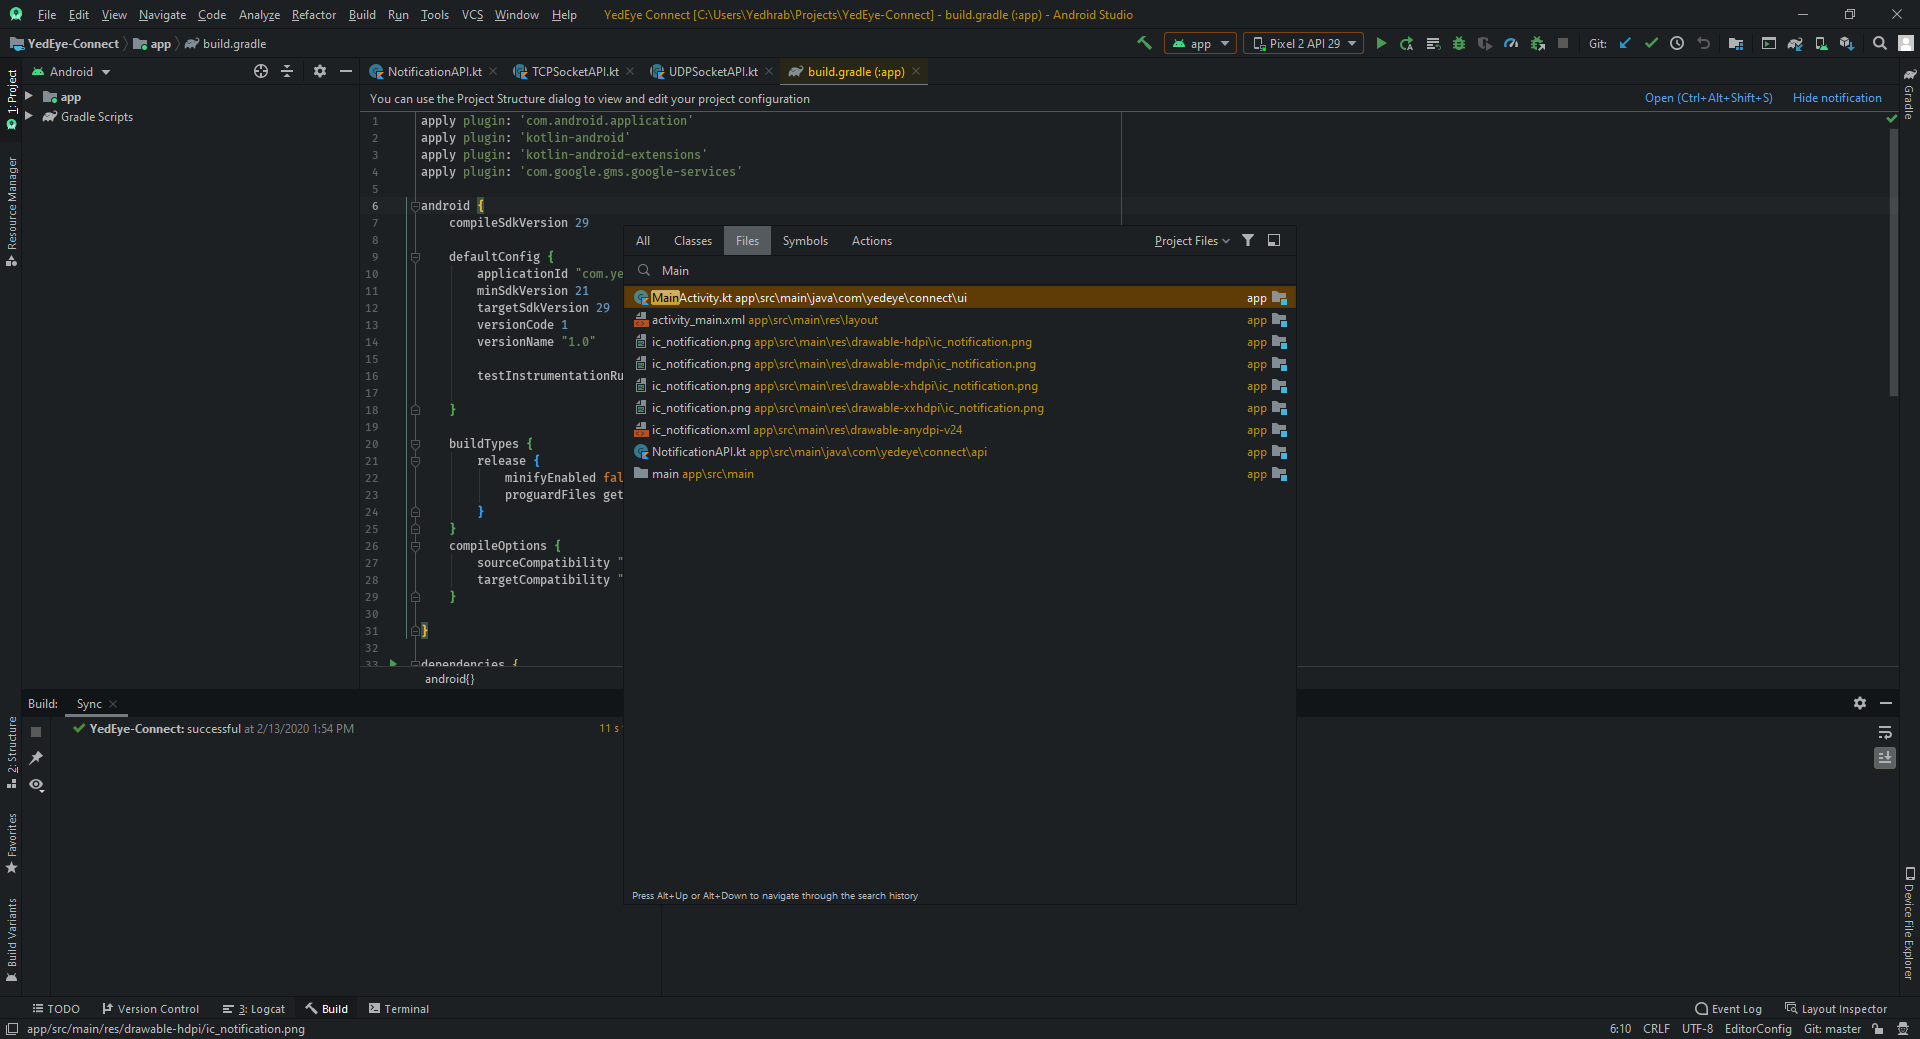 File Edit View Navigate Code Analyze Refactor Build Run Tools VCS Window Help YedEye Connect [C:\Users\Yedhrab\Projects\YedEye-Connect] - build.gradle (:app) - Android Studio
YedEye-Connect app build.gradle
app Pixel 2 API 29 Git:
Android
NotificationAPI.kt TCPSocketAPI.kt UDPSocketAPI.kt build.gradle (:app)
1: Project
Resource Manager
2: Structure
Favorites
Build Variants
Gradle
Device File Explorer
app
Gradle Scripts
You can use the Project Structure dialog to view and edit your project configuration Open (Ctrl+Alt+Shift+S) Hide notification
1 apply plugin: 'com.android.application'
2 apply plugin: 'kotlin-android'
3 apply plugin: 'kotlin-android-extensions'
4 apply plugin: 'com.google.gms.google-services'
5
6 android {
7 compileSdkVersion 29
8
9 defaultConfig {
10 applicationId "com.ye
11 minSdkVersion 21
12 targetSdkVersion 29
13 versionCode 1
14 versionName "1.0"
15
16 testInstrumentationRu
17
18 }
19
20 buildTypes {
21 release {
22 minifyEnabled fal
23 proguardFiles get
24 }
25 }
26 compileOptions {
27 sourceCompatibility "
28 targetCompatibility "
29 }
30
31 }
32
33 dependencies {
android{}
All Classes Files Symbols Actions Project Files
Main
MainActivity.kt app\src\main\java\com\yedeye\connect\ui app
activity_main.xml app\src\main\res\layout app
ic_notification.png app\src\main\res\drawable-hdpi\ic_notification.png app
ic_notification.png app\src\main\res\drawable-mdpi\ic_notification.png app
ic_notification.png app\src\main\res\drawable-xhdpi\ic_notification.png app
ic_notification.png app\src\main\res\drawable-xxhdpi\ic_notification.png app
ic_notification.xml app\src\main\res\drawable-anydpi-v24 app
NotificationAPI.kt app\src\main\java\com\yedeye\connect\api app
main app\src\main app
Press Alt+Up or Alt+Down to navigate through the search history
Build: Sync
YedEye-Connect: successful at 2/13/2020 1:54 PM 11 s
TODO Version Control 3: Logcat Build Terminal Event Log Layout Inspector
app/src/main/res/drawable-hdpi/ic_notification.png 6:10 CRLF UTF-8 EditorConfig Git: master